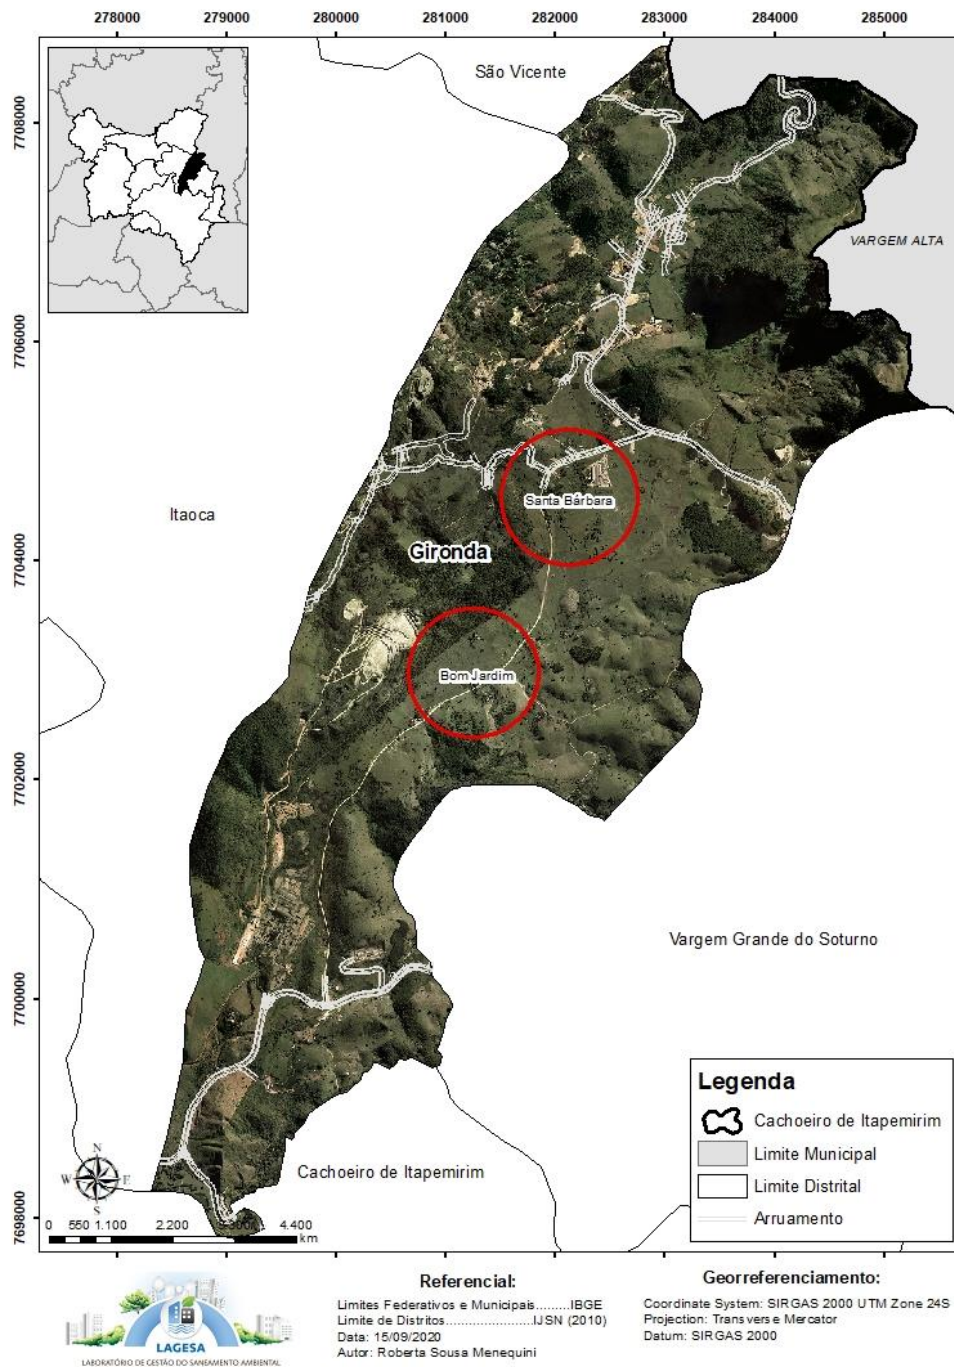 278000 279000 280000 281000 282000 283000 284000 285000
São Vicente
7708000
VARGEM ALTA
7706000
Santa Bárbara
Itaoca
Gironda
7704000
Bom Jardim
7702000
Vargem Grande do Soturno
7700000
Legenda
Cachoeiro de Itapemirim
Limite Municipal
Limite Distrital
Arruamento
N
W E
S
Cachoeiro de Itapemirim
7698000
0 550 1.100 2.200 3.300 4.400
km
LAGESA
LABORATÓRIO DE GESTÃO DO SANEAMENTO AMBIENTAL
Referencial:
Limites Federativos e Municipais.........IBGE
Limite de Distritos......................IJSN (2010)
Data: 15/09/2020
Autor: Roberta Sousa Menequini
Georreferenciamento:
Coordinate System: SIRGAS 2000 UTM Zone 24S
Projection: Transverse Mercator
Datum: SIRGAS 2000